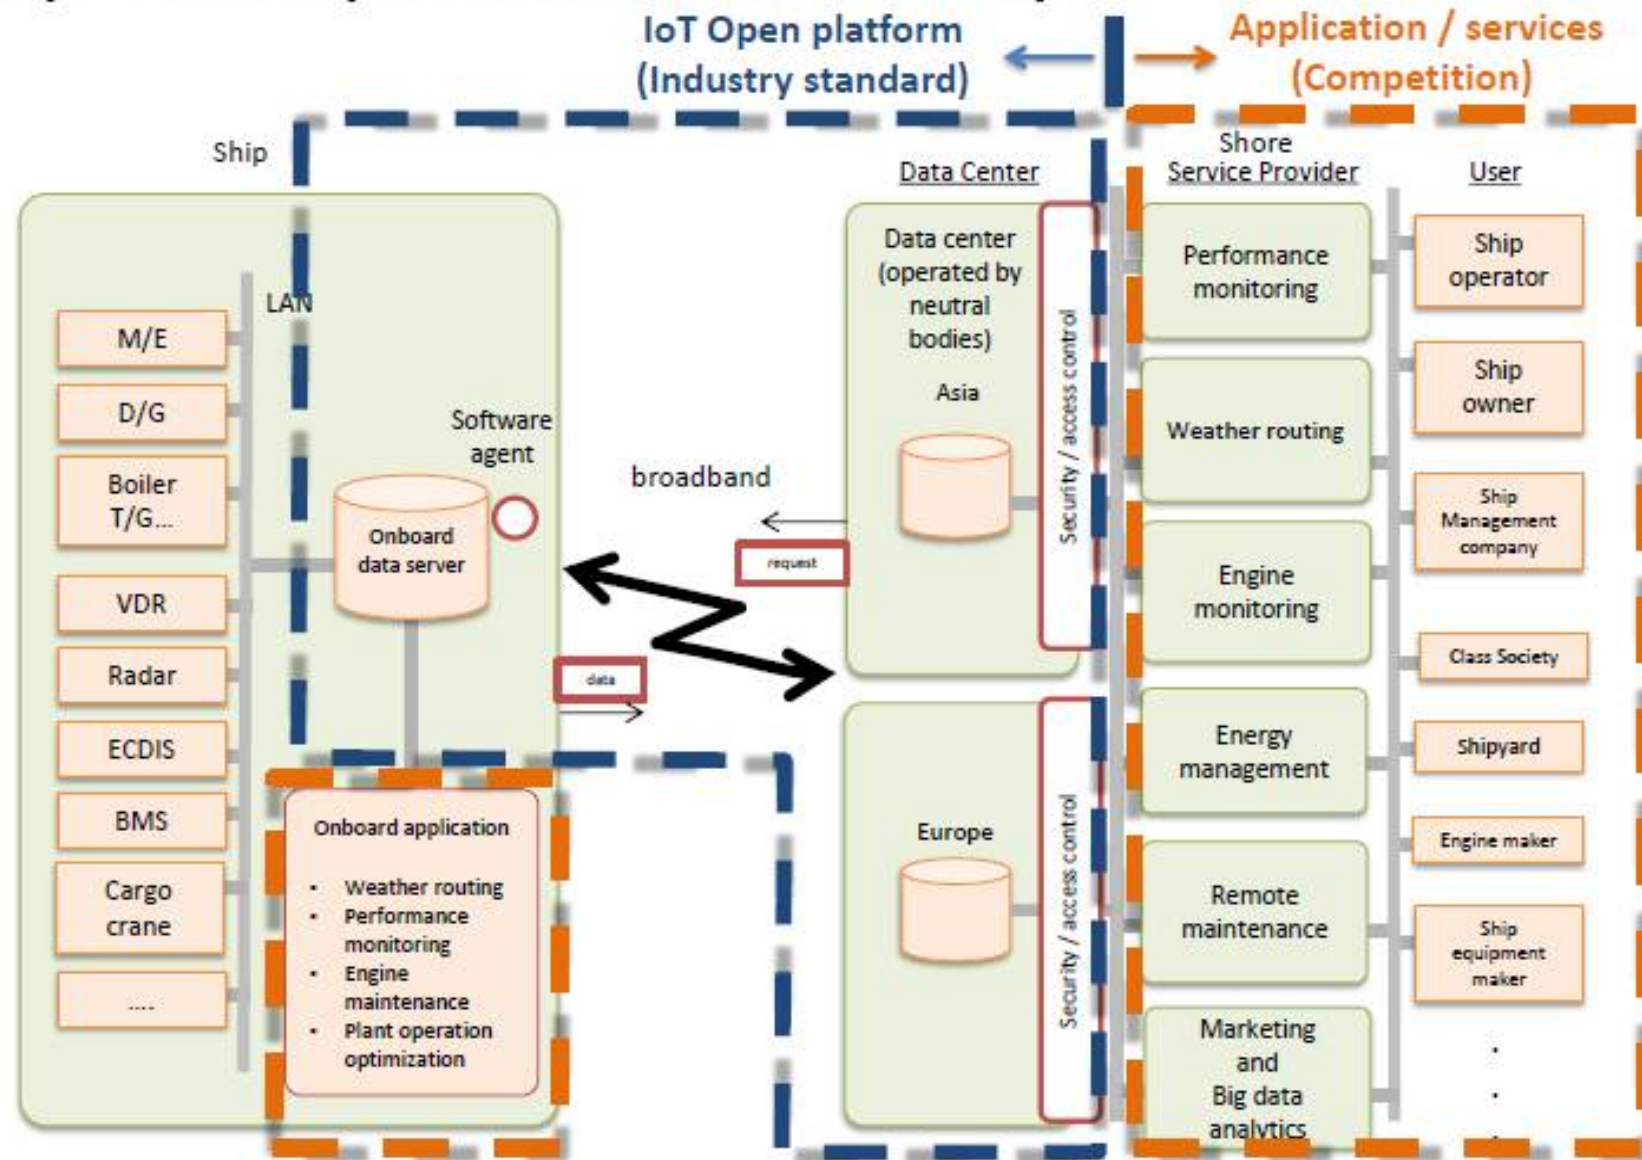 IoT Open platform
(Industry standard)
Application / services
(Competition)
Ship
LAN
M/E
D/G
Boiler
T/G...
VDR
Radar
ECDIS
BMS
Cargo
crane
....
Software
agent
Onboard
data server
Onboard application
• Weather routing
• Performance
monitoring
• Engine
maintenance
• Plant operation
optimization
broadband
request
data
Data Center
Data center
(operated by
neutral
bodies)
Asia
Security / access control
Europe
Security / access control
Shore
Service Provider
Performance
monitoring
Weather routing
Engine
monitoring
Energy
management
Remote
maintenance
Marketing
and
Big data
analytics
User
Ship
operator
Ship
owner
Ship
Management
company
Class Society
Shipyard
Engine maker
Ship
equipment
maker
.
.
.